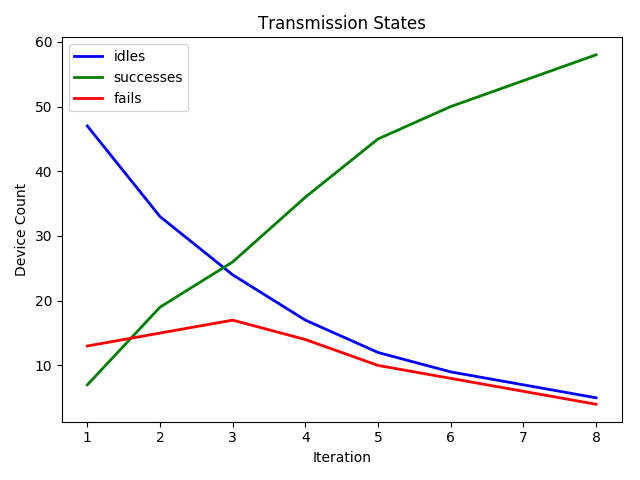 Transmission States
idles
successes
fails
Device Count
60
50
40
30
20
10
1 2 3 4 5 6 7 8
Iteration